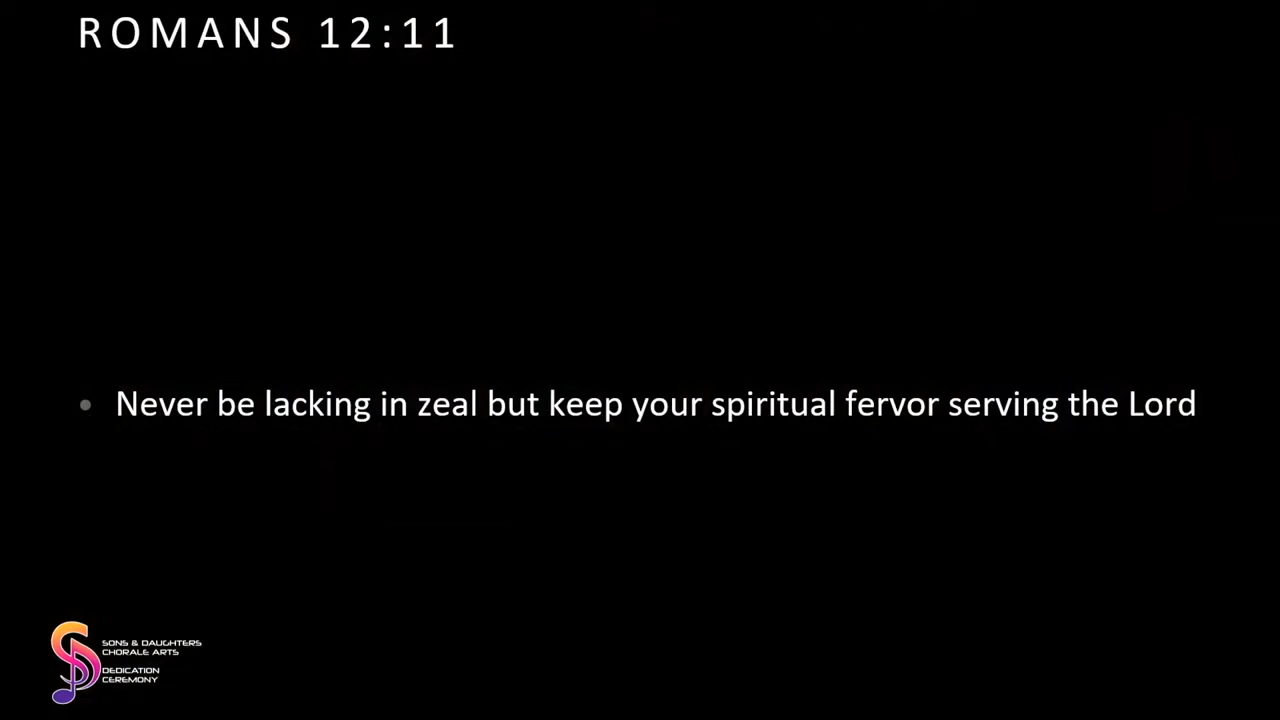 ROMANS 12:11
Never be lacking in zeal but keep your spiritual fervor serving the Lord
SONS & DAUGHTERS
CHORALE ARTS
DEDICATION
CEREMONY